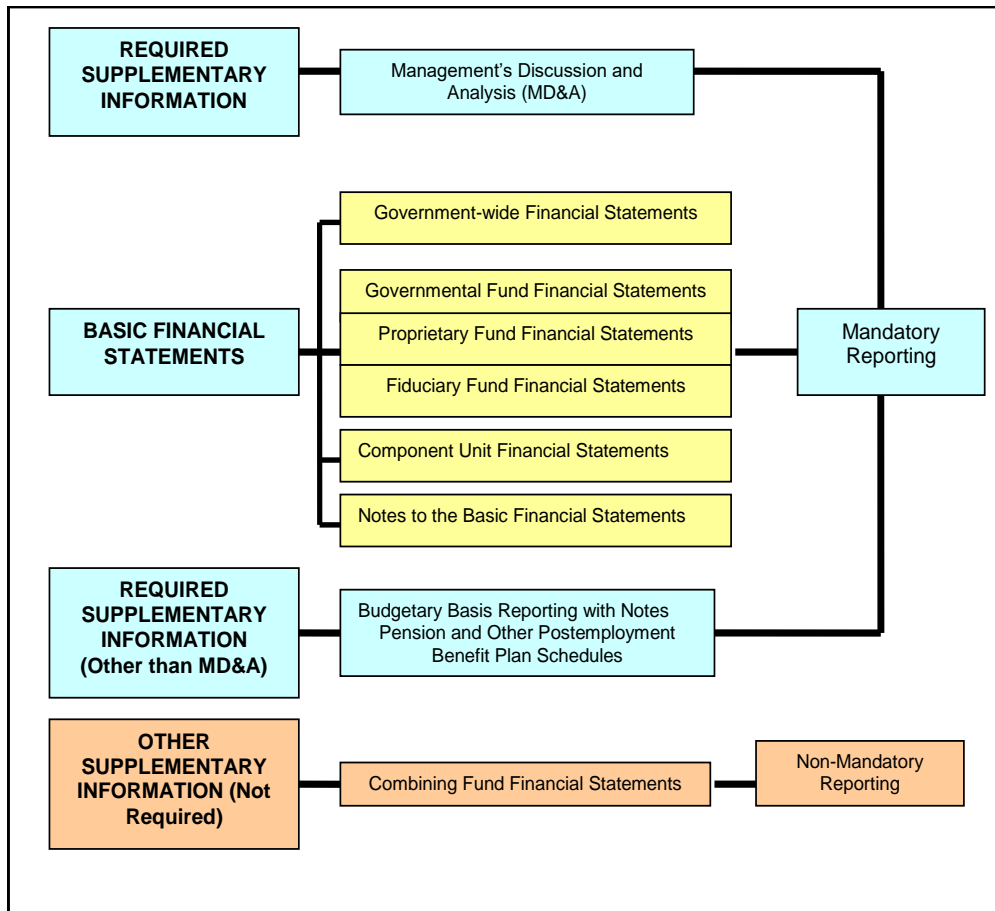 REQUIRED
SUPPLEMENTARY
INFORMATION
Management's Discussion and
Analysis (MD&A)
Government-wide Financial Statements
Governmental Fund Financial Statements
BASIC FINANCIAL
STATEMENTS
Proprietary Fund Financial Statements
Mandatory
Reporting
Fiduciary Fund Financial Statements
Component Unit Financial Statements
Notes to the Basic Financial Statements
REQUIRED
SUPPLEMENTARY
INFORMATION
(Other than MD&A)
Budgetary Basis Reporting with Notes
Pension and Other Postemployment
Benefit Plan Schedules
OTHER
SUPPLEMENTARY
INFORMATION (Not
Required)
Combining Fund Financial Statements
Non-Mandatory
Reporting